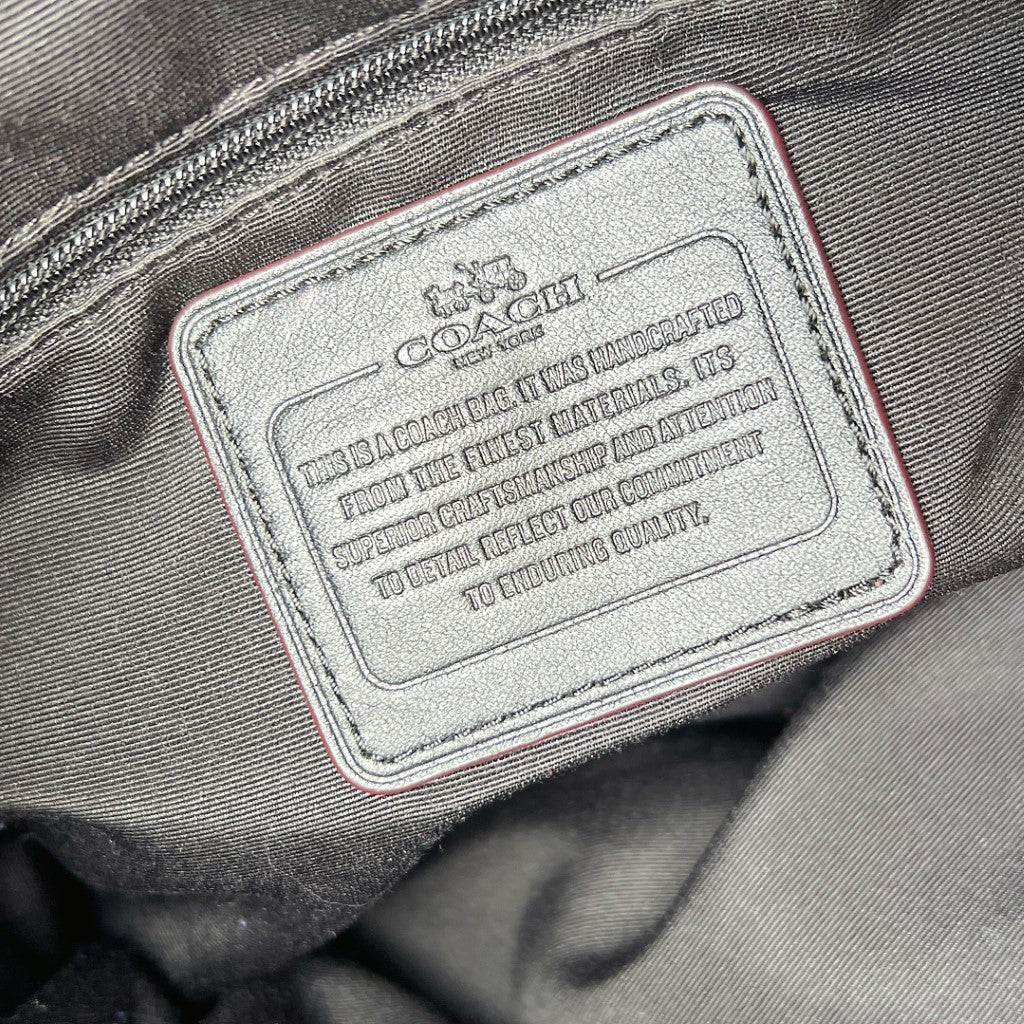 COACH
NEW YORK
THIS IS A COACH BAG. IT WAS HANDCRAFTED
FROM THE FINEST MATERIALS. ITS
SUPERIOR CRAFTSMANSHIP AND ATTENTION
TO DETAIL REFLECT OUR COMMITMENT
TO ENDURING QUALITY.